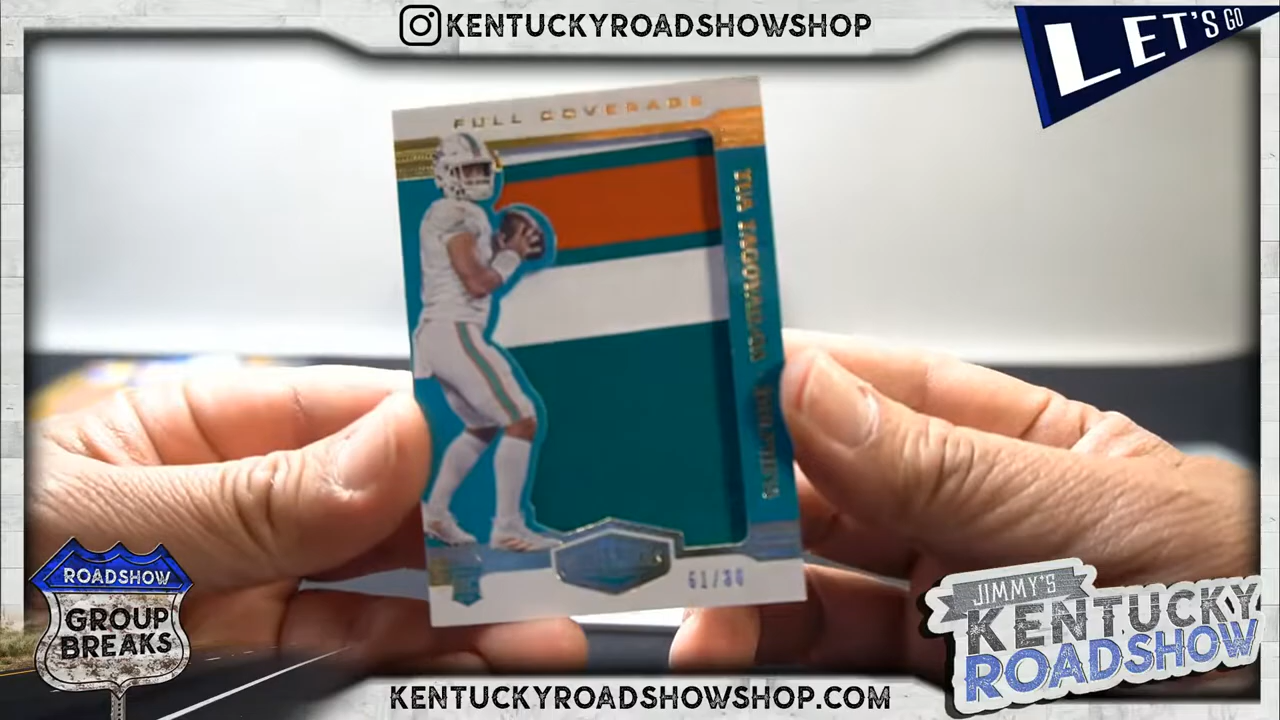 KENTUCKYROADSHOWSHOP
LET'S GO
FULL COVERAGE
TUA TAGOVAILOA
DOLPHINS
ROADSHOW
GROUP
BREAKS
JIMMY'S
KENTUCKY
ROADSHOW
KENTUCKYROADSHOWSHOP.COM